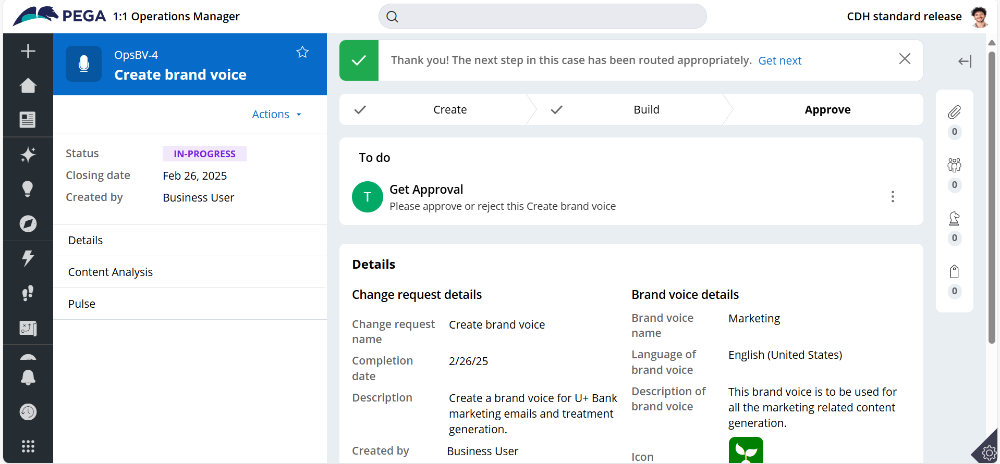 PEGA 1:1 Operations Manager
CDH standard release
OpsBV-4
Create brand voice
Actions
Status IN-PROGRESS
Closing date Feb 26, 2025
Created by Business User
Details
Content Analysis
Pulse
Thank you! The next step in this case has been routed appropriately. Get next
Create Build Approve
To do
T
Get Approval
Please approve or reject this Create brand voice
Details
Change request details
Change request
name
Create brand voice
Completion
date
2/26/25
Description
Create a brand voice for U+ Bank
marketing emails and treatment
generation.
Created by Business User
Brand voice details
Brand voice
name
Marketing
Language of
brand voice
English (United States)
Description of
brand voice
This brand voice is to be used for
all the marketing related content
generation.
Icon
0
0
0
0